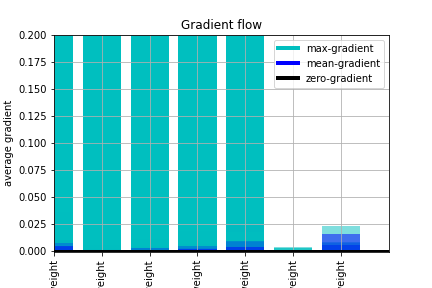 Gradient flow
max-gradient
mean-gradient
zero-gradient
average gradient
0.200
0.175
0.150
0.125
0.100
0.075
0.050
0.025
0.000
eight
eight
eight
eight
eight
eight
eight